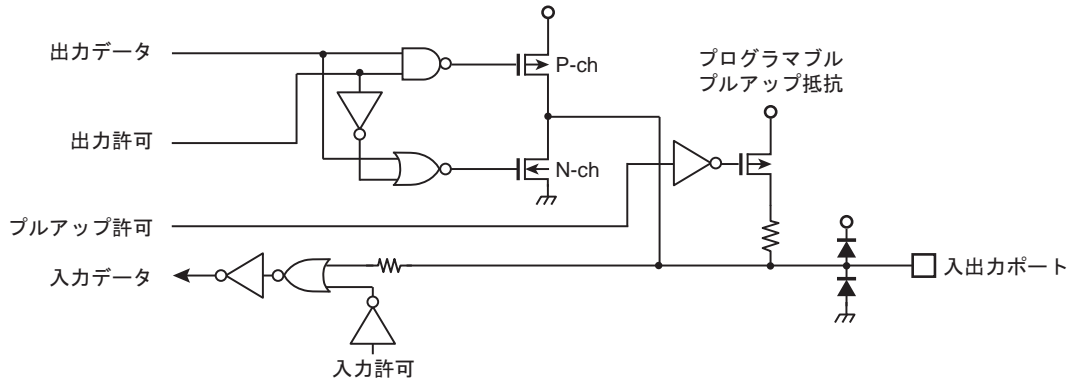 出力データ
P-ch
プログラマブル
プルアップ抵抗
出力許可
N-ch
プルアップ許可
入力データ
入出力ポート
入力許可